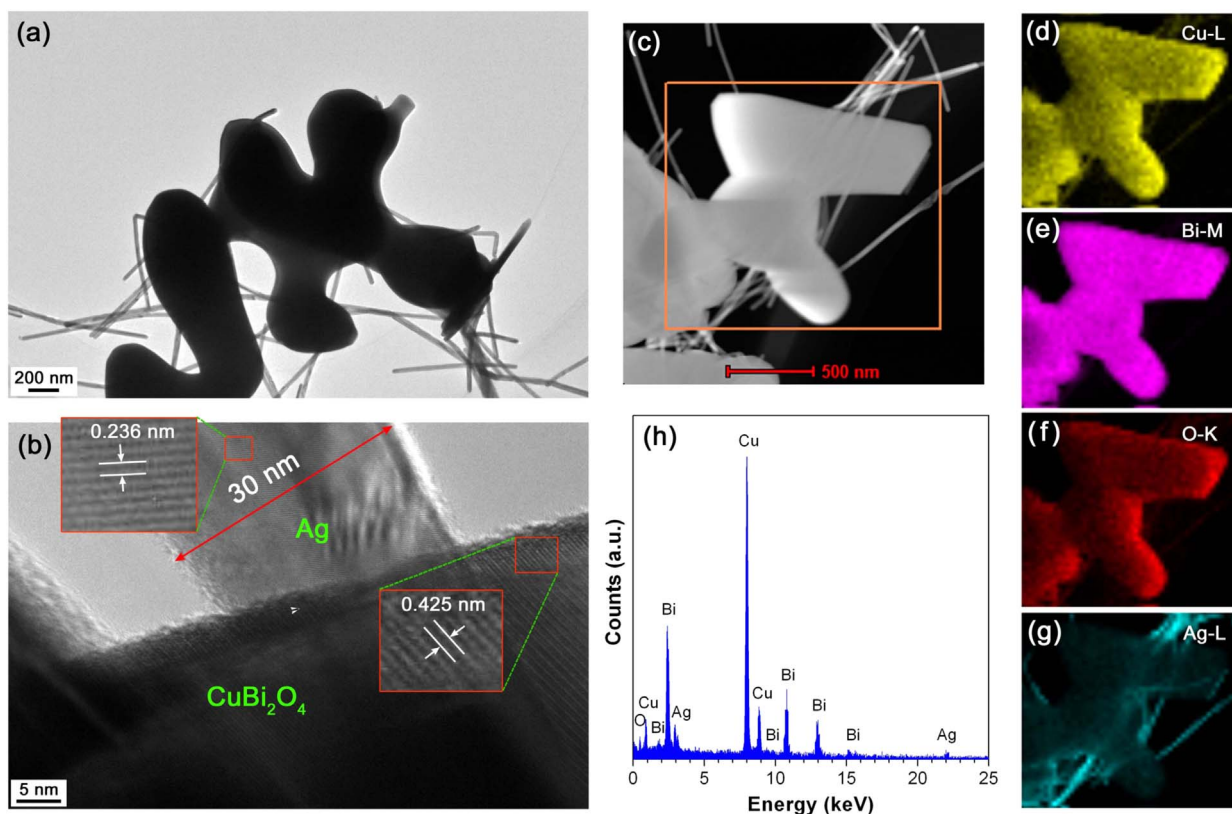 (a)
200 nm
(b)
0.236 nm
30 nm
Ag
0.425 nm
CuBi₂O₄
5 nm
(c)
500 nm
(h)
Counts (a.u.)
Cu
Bi
Cu
O
Bi
Ag
Cu
Bi
Bi
Bi
Bi
Ag
0 5 10 15 20 25
Energy (keV)
(d) Cu-L
(e) Bi-M
(f) O-K
(g) Ag-L